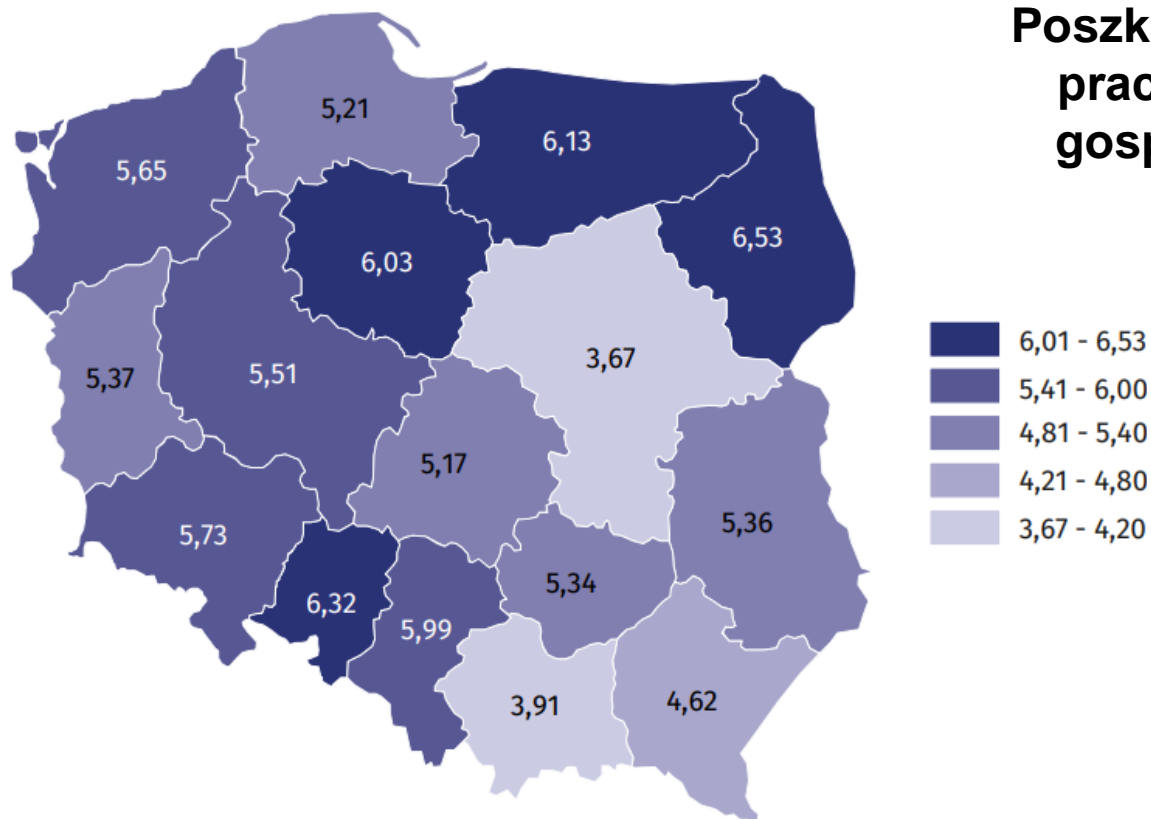 Poszk
prac
gosp
5,21
6,13
5,65
6,53
6,03
3,67
5,37
5,51
5,17
5,36
5,73
5,34
6,32
5,99
3,91
4,62
6,01 - 6,53
5,41 - 6,00
4,81 - 5,40
4,21 - 4,80
3,67 - 4,20